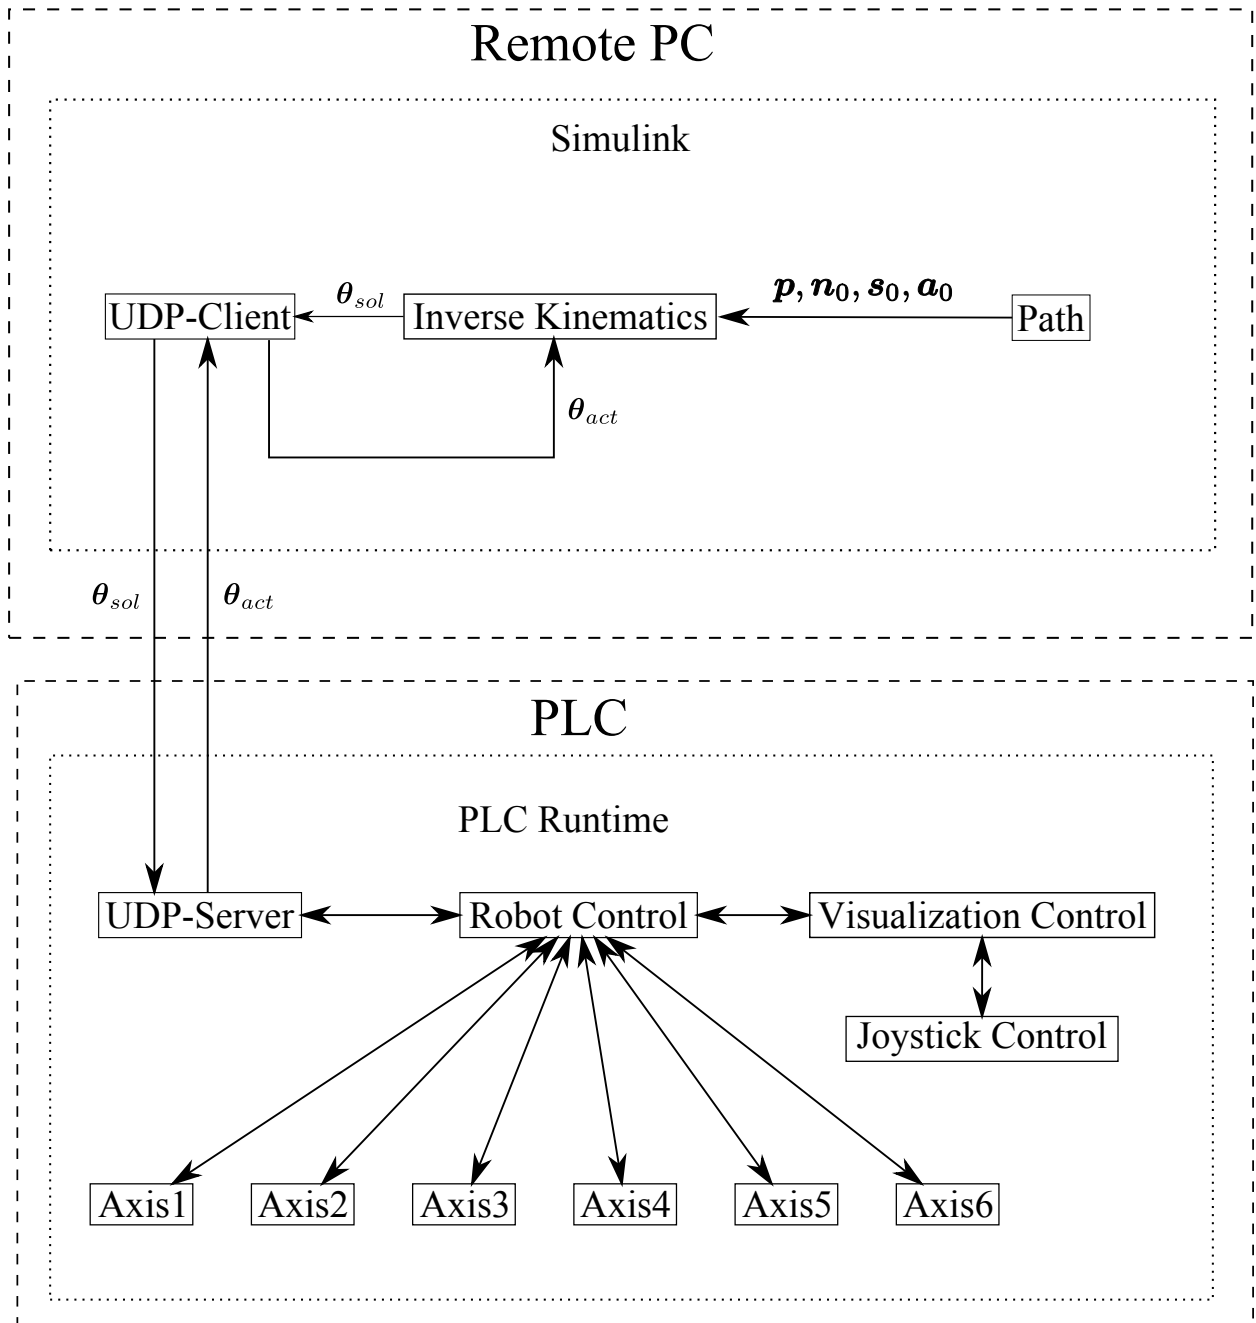 Remote PC
Simulink
θsol
p, n0, s0, a0
UDP-Client
Inverse Kinematics
Path
θact
θsol
θact
PLC
PLC Runtime
UDP-Server
Robot Control
Visualization Control
Joystick Control
Axis1
Axis2
Axis3
Axis4
Axis5
Axis6